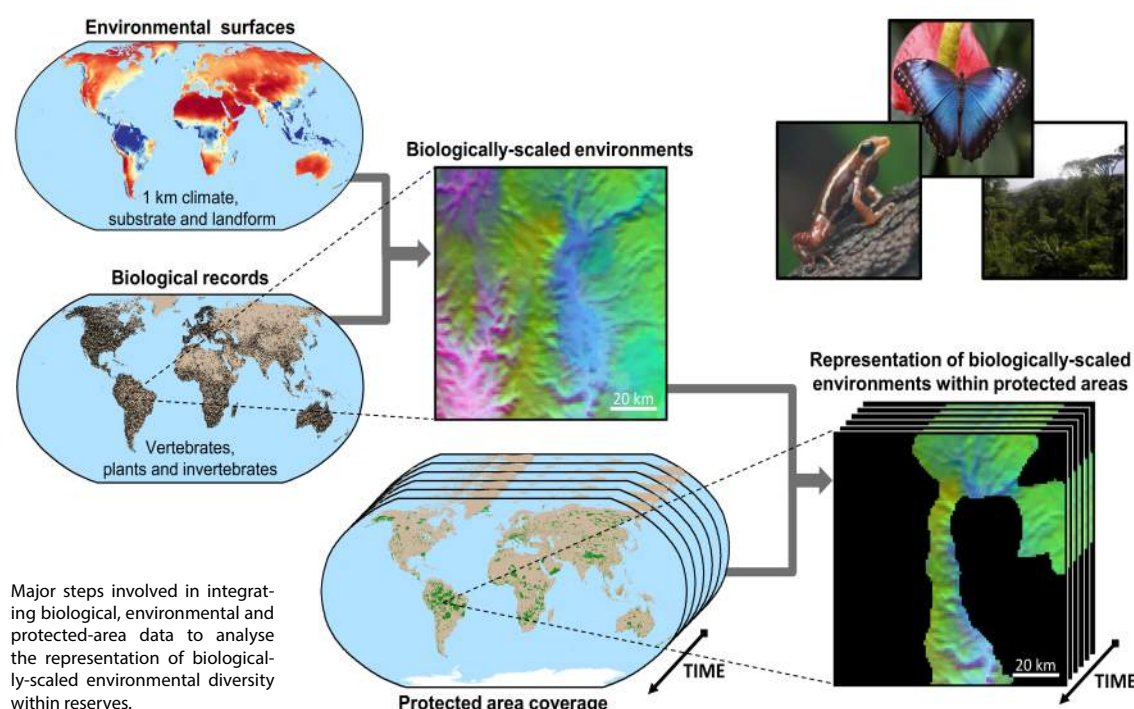 Environmental surfaces
1 km climate,
substrate and landform
Biological records
Vertebrates,
plants and invertebrates
Biologically-scaled environments
20 km
Representation of biologically-scaled
environments within protected areas
20 km
TIME
TIME
Protected area coverage
Major steps involved in integrat-
ing biological, environmental and
protected-area data to analyse
the representation of biological-
ly-scaled environmental diversity
within reserves.